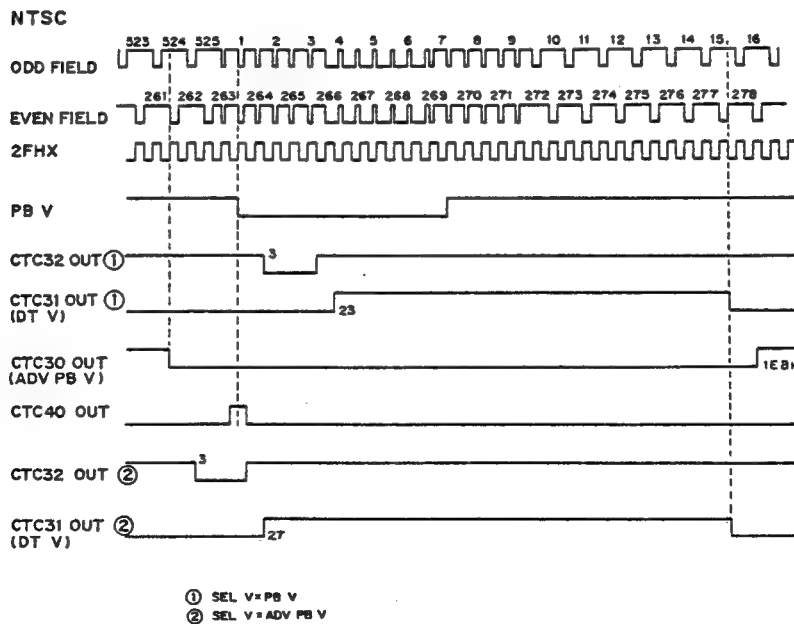 NTSC
523 524 525 1 2 3 4 5 6 7 8 9 10 11 12 13 14 15 16
ODD FIELD
261 262 263 264 265 266 267 268 269 270 271 272 273 274 275 276 277 278
EVEN FIELD
2FHX
PB V
CTC32 OUT ① 3
CTC31 OUT ① 23
(DT V)
CTC30 OUT
(ADV PB V)
CTC40 OUT
CTC32 OUT ② 3
CTC31 OUT ② 27
(DT V)
① SEL V=PB V
② SEL V=ADV PB V